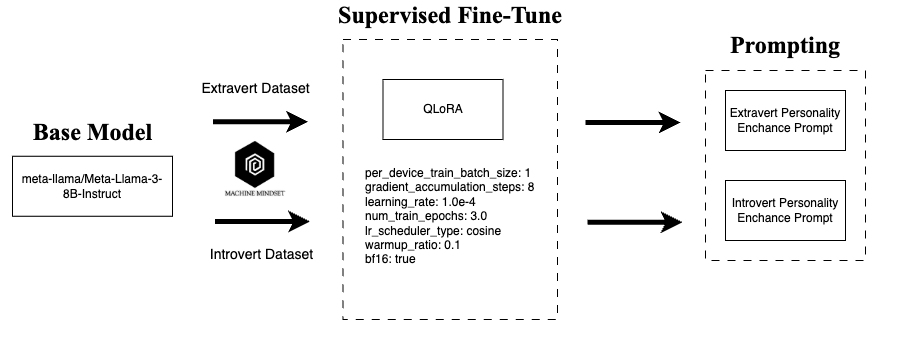 Supervised Fine-Tune
Prompting
Base Model
meta-llama/Meta-Llama-3-
8B-Instruct
Extravert Dataset
MACHINE MINDSET
Introvert Dataset
QLoRA
per_device_train_batch_size: 1
gradient_accumulation_steps: 8
learning_rate: 1.0e-4
num_train_epochs: 3.0
lr_scheduler_type: cosine
warmup_ratio: 0.1
bf16: true
Extravert Personality
Enchance Prompt
Introvert Personality
Enchance Prompt